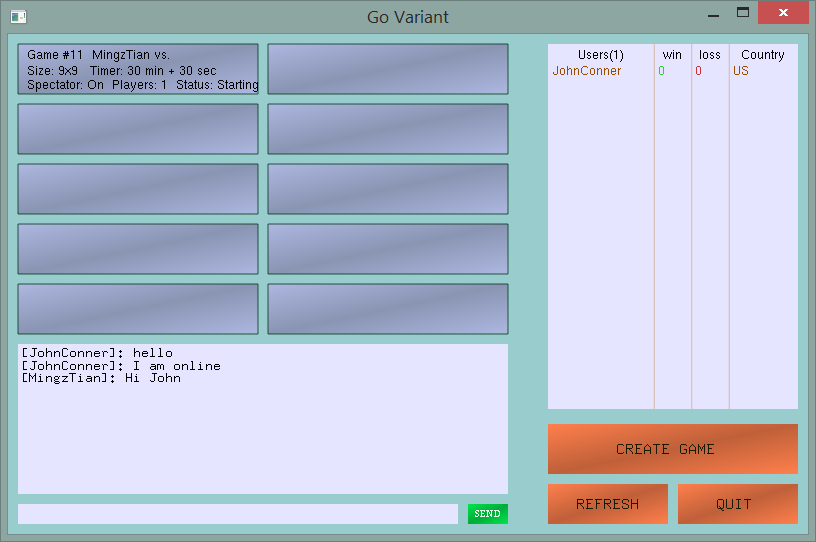 Go Variant
Game #11 MingzTian vs.
Size: 9x9 Timer: 30 min + 30 sec
Spectator: On Players: 1 Status: Starting
[JohnConner]: hello
[JohnConner]: I am online
[MingzTian]: Hi John
SEND
Users(1) win loss Country
JohnConner 0 0 US
CREATE GAME
REFRESH QUIT